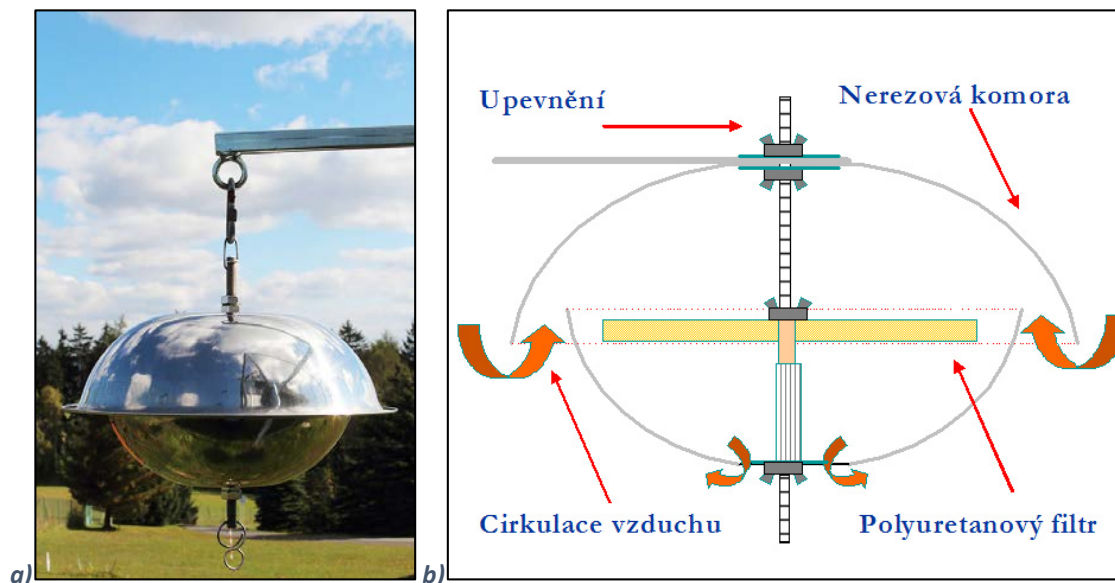 Upevnění
Nerezová komora
Cirkulace vzduchu
Polyuretanový filtr
a)
b)